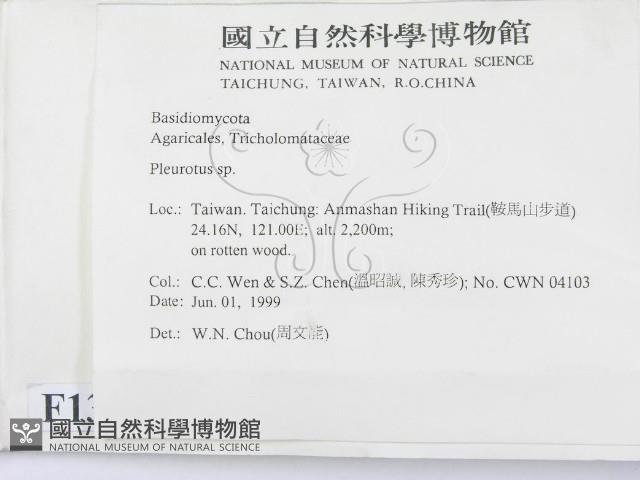 國立自然科學博物館
NATIONAL MUSEUM OF NATURAL SCIENCE
TAICHUNG, TAIWAN, R.O.CHINA
Basidiomycota
Agaricales, Tricholomataceae
Pleurotus sp.
Loc.: Taiwan. Taichung: Anmashan Hiking Trail(鞍馬山步道)
24.16N, 121.00E; alt. 2,200m;
on rotten wood.
Col.: C.C. Wen & S.Z. Chen(溫昭誠, 陳秀珍); No. CWN 04103
Date: Jun. 01, 1999
Det.: W.N. Chou(周文能)
國立自然科學博物館
NATIONAL MUSEUM OF NATURAL SCIENCE